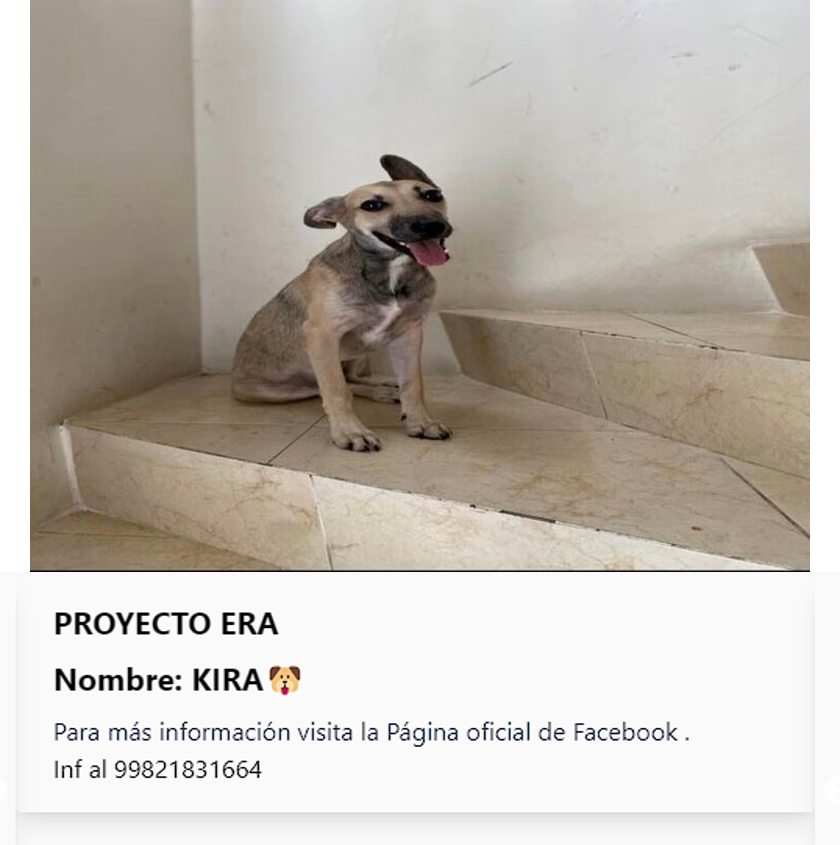 PROYECTO ERA
Nombre: KIRA🐶
Para más información visita la Página oficial de Facebook .
Inf al 99821831664